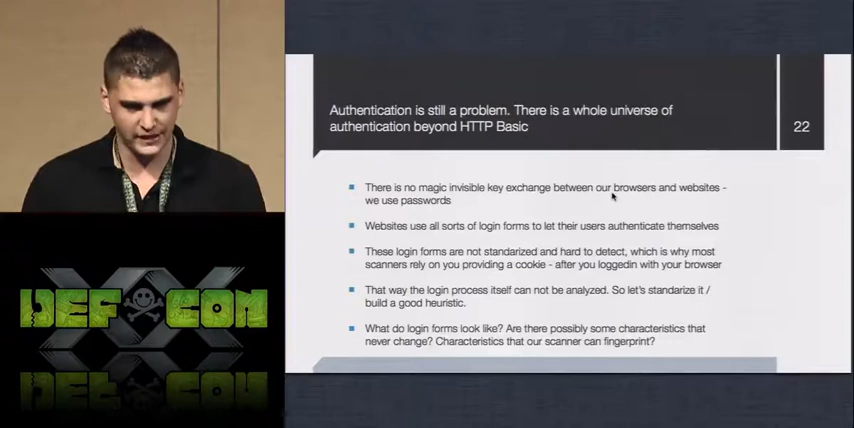 Authentication is still a problem. There is a whole universe of
authentication beyond HTTP Basic
22
There is no magic invisible key exchange between our browsers and websites -
we use passwords
Websites use all sorts of login forms to let their users authenticate themselves
These login forms are not standarized and hard to detect, which is why most
scanners rely on you providing a cookie - after you loggedin with your browser
That way the login process itself can not be analyzed. So let's standarize it /
build a good heuristic.
What do login forms look like? Are there possibly some characteristics that
never change? Characteristics that our scanner can fingerprint?
DEF CON
XX